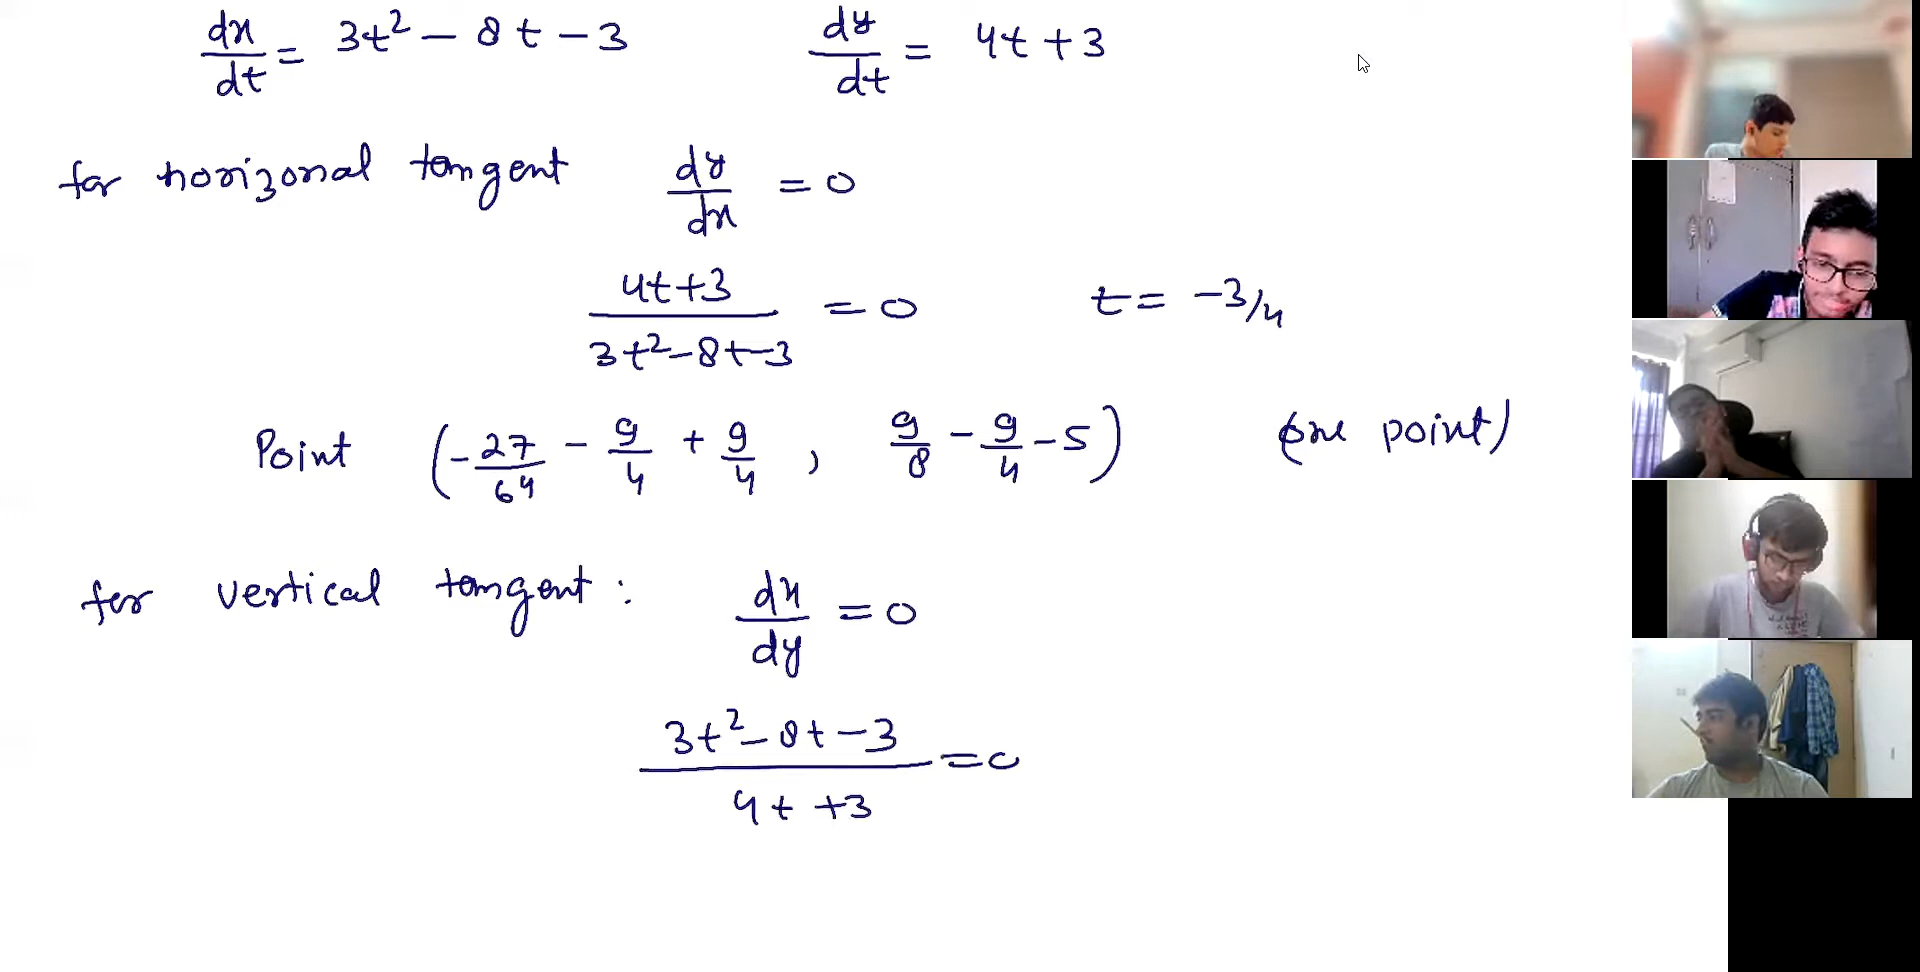 dx/dt = 3t² − 8t − 3    dy/dt = 4t + 3
for horizonal tangent    dy/dx = 0
(4t+3)/(3t²−8t−3) = 0    t = −3/4
Point (−27/64 − 9/4 + 9/4 , 9/8 − 9/4 − 5)    (one point)
for vertical tangent :    dx/dy = 0
(3t²−8t−3)/(4t+3) = 0